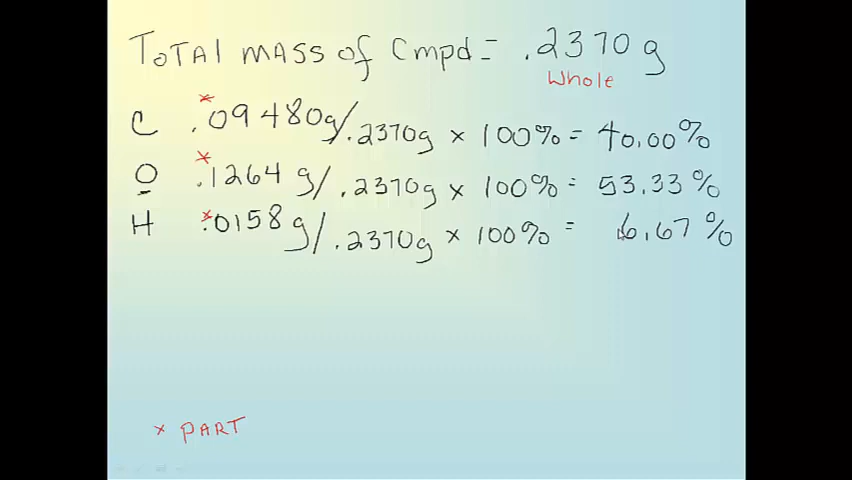 TOTAL MASS of Cmpd = .2370 g
Whole
C * .09480g/.2370g × 100% = 40.00%
O * .1264 g/.2370g × 100% = 53.33 %
H * .0158 g/.2370g × 100% = 6.67 %
* PART